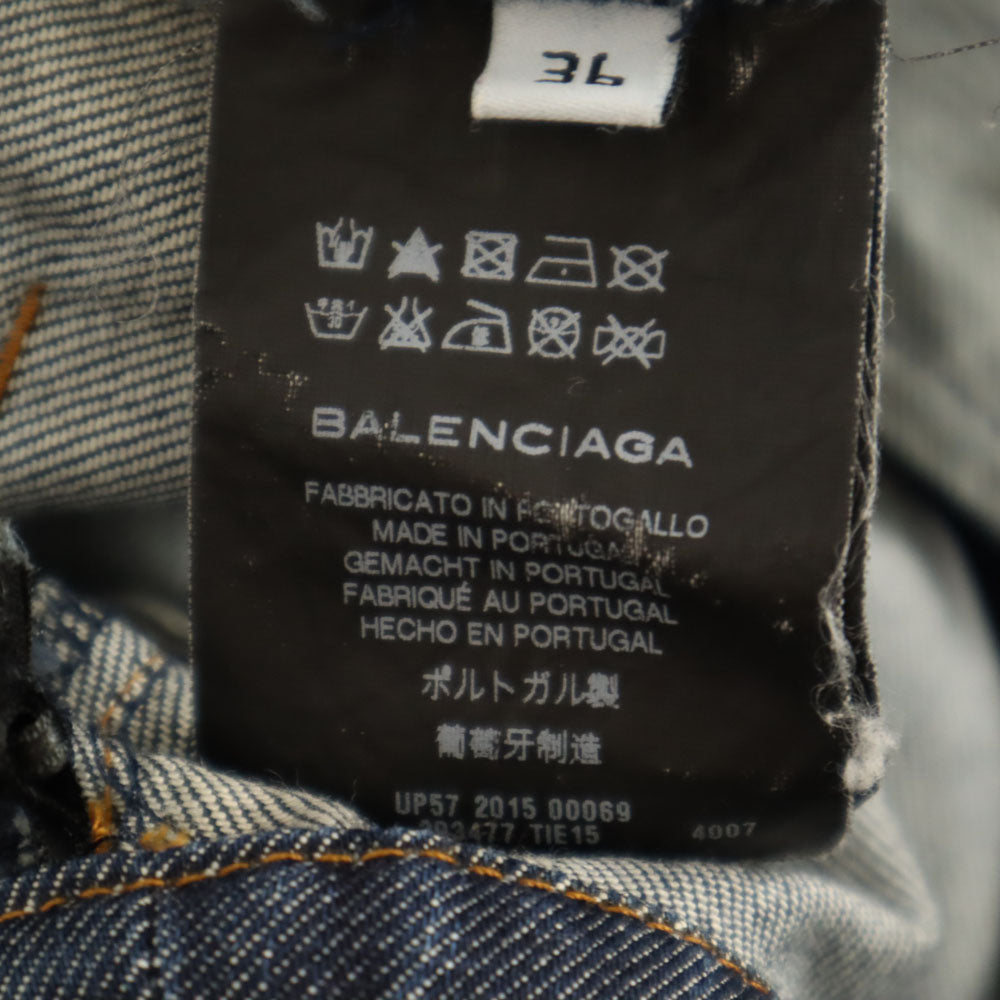 36
BALENCIAGA
FABBRICATO IN PORTOGALLO
MADE IN PORTUGAL
GEMACHT IN PORTUGAL
FABRIQUÉ AU PORTUGAL
HECHO EN PORTUGAL
ポルトガル製
葡萄牙制造
UP57 2015 00069
393477 TIE15 4007